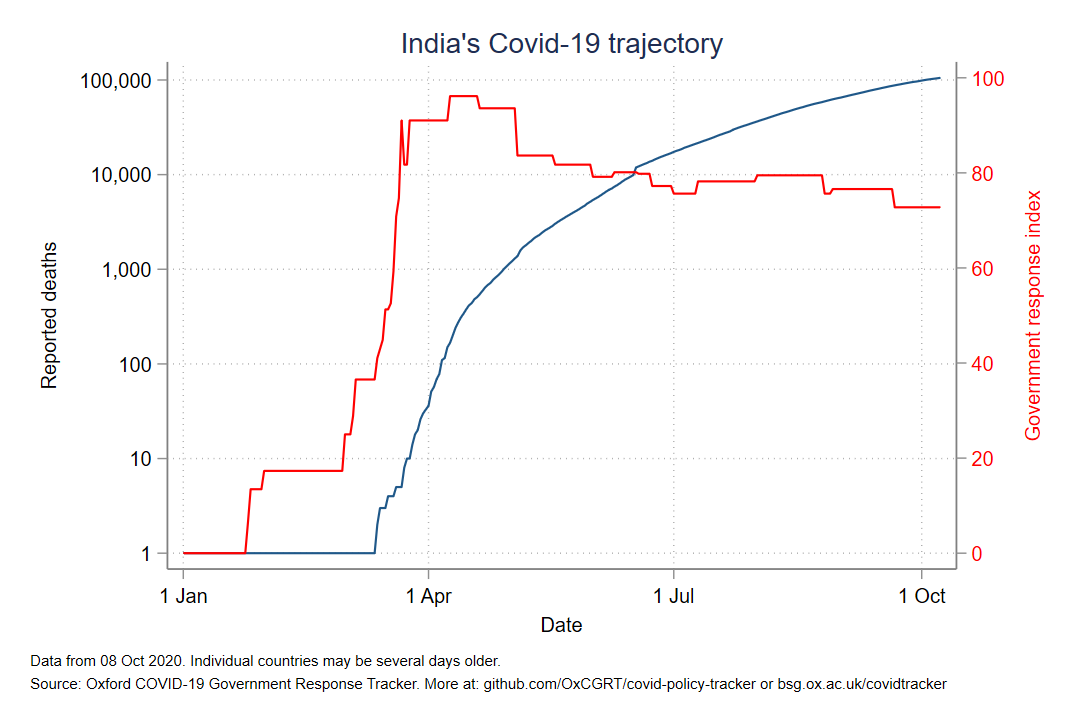 India's Covid-19 trajectory
100,000
10,000
1,000
100
10
1
Reported deaths
100
80
60
40
20
0
Government response index
1 Jan
1 Apr
1 Jul
1 Oct
Date
Data from 08 Oct 2020. Individual countries may be several days older.
Source: Oxford COVID-19 Government Response Tracker. More at: github.com/OxCGRT/covid-policy-tracker or bsg.ox.ac.uk/covidtracker